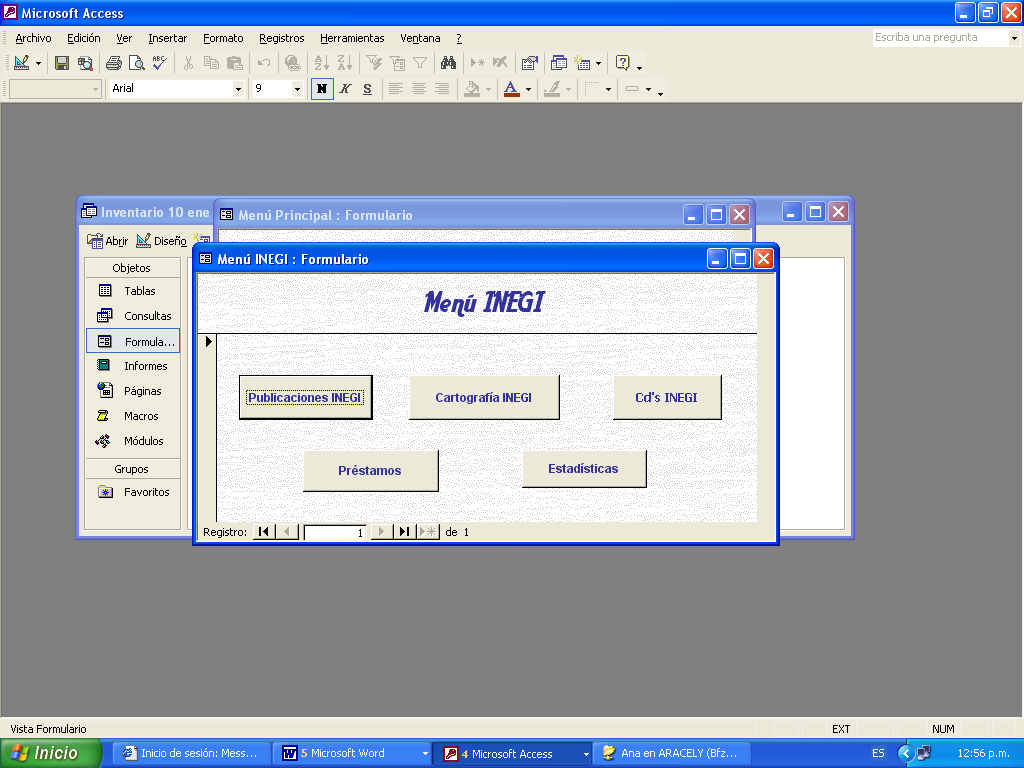 Microsoft Access
Archivo Edición Ver Insertar Formato Registros Herramientas Ventana ? Escriba una pregunta
ABC
Arial 9 N K S A
Inventario 10 ene
Menú Principal : Formulario
Abrir Diseño
Menú INEGI : Formulario
Objetos
Tablas
Consultas
Formula...
Informes
Páginas
Macros
Módulos
Grupos
Favoritos
Menú INEGI
Publicaciones INEGI Cartografía INEGI Cd's INEGI
Préstamos Estadísticas
Registro: 1 de 1
Vista Formulario EXT NUM
Inicio Inicio de sesión: Mess... 5 Microsoft Word 4 Microsoft Access Ana en ARACELY (Bfz... ES 12:56 p.m.